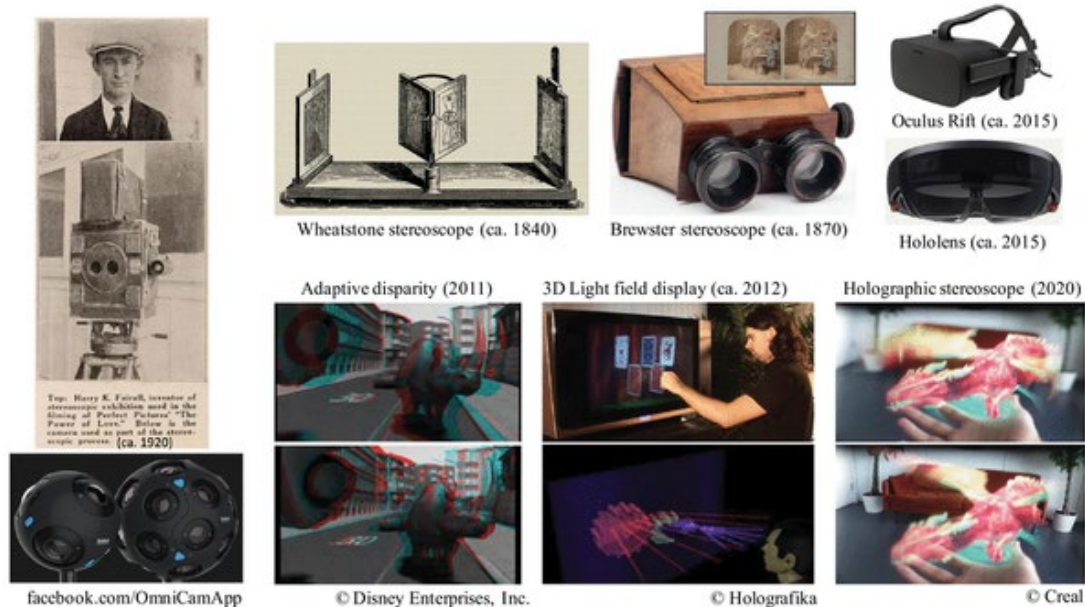 Top: Harry K. Fairall, inventor of
stereoscopic exhibition used in the
filming of Perfect Pictures' "The
Power of Love." Below is the
camera used as part of the stereo-
scopic process. (ca. 1920)
facebook.com/OmniCamApp
Wheatstone stereoscope (ca. 1840)
Brewster stereoscope (ca. 1870)
Oculus Rift (ca. 2015)
Hololens (ca. 2015)
Adaptive disparity (2011)
© Disney Enterprises, Inc.
3D Light field display (ca. 2012)
© Holografika
Holographic stereoscope (2020)
© Creal